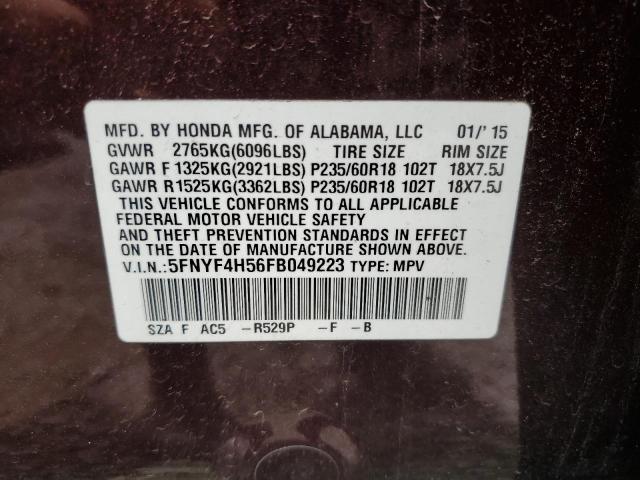 MFD. BY HONDA MFG. OF ALABAMA, LLC 01/'15
GVWR 2765KG(6096LBS) TIRE SIZE RIM SIZE
GAWR F 1325KG(2921LBS) P235/60R18 102T 18X7.5J
GAWR R1525KG(3362LBS) P235/60R18 102T 18X7.5J
THIS VEHICLE CONFORMS TO ALL APPLICABLE
FEDERAL MOTOR VEHICLE SAFETY
AND THEFT PREVENTION STANDARDS IN EFFECT
ON THE DATE OF MANUFACTURE SHOWN ABOVE.
V.I.N.:5FNYF4H56FB049223 TYPE: MPV
SZA F AC5 -R529P -F -B